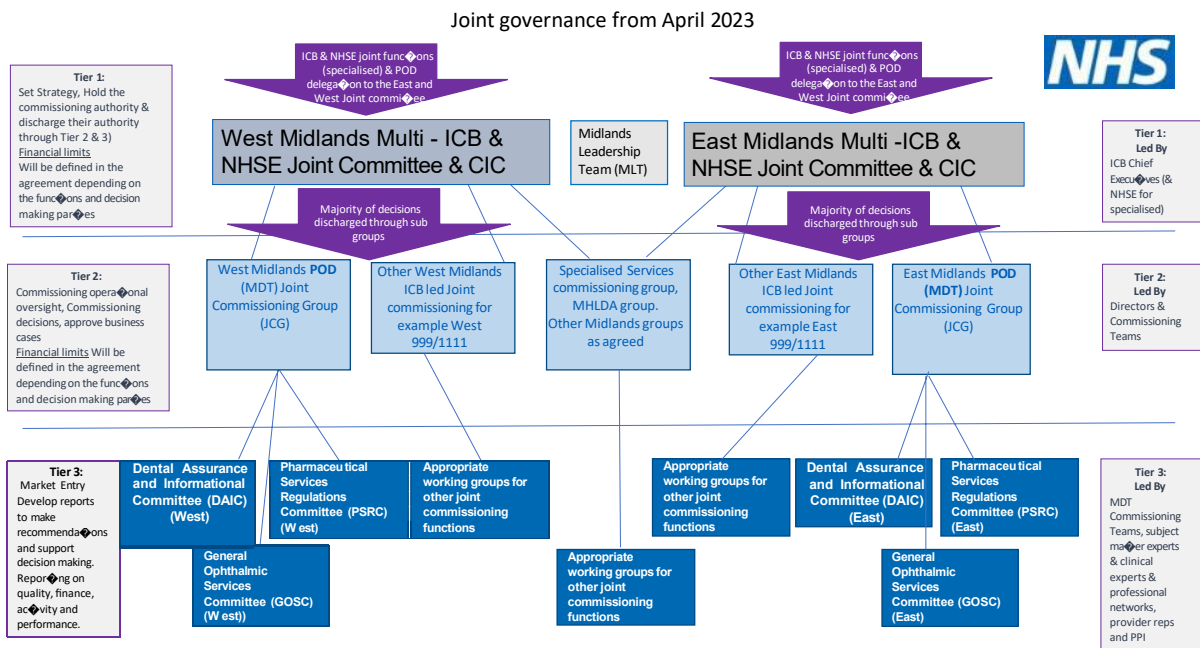 Joint governance from April 2023
ICB & NHSE joint func�ons
(specialised) & POD
delega�on to the East and
West Joint commi�ee
ICB & NHSE joint func�ons
(specialised) & POD
delega�on to the East and
West Joint commi�ee
NHS
Tier 1:
Set Strategy, Hold the
commissioning authority &
discharge their authority
through Tier 2 & 3)
Financial limits
Will be defined in the
agreement depending on
the func�ons and decision
making par�es
West Midlands Multi - ICB &
NHSE Joint Committee & CIC
Midlands
Leadership
Team (MLT)
East Midlands Multi -ICB &
NHSE Joint Committee & CIC
Tier 1:
Led By
ICB Chief
Execu�ves (&
NHSE for
specialised)
Majority of decisions
discharged through sub
groups
Majority of decisions
discharged through sub
groups
Tier 2:
Commissioning opera�onal
oversight, Commissioning
decisions, approve business
cases
Financial limits Will be
defined in the agreement
depending on the func�ons
and decision making par�es
West Midlands POD
(MDT) Joint
Commissioning Group
(JCG)
Other West Midlands
ICB led Joint
commissioning for
example West
999/1111
Specialised Services
commissioning group,
MHLDA group.
Other Midlands groups
as agreed
Other East Midlands
ICB led Joint
commissioning for
example East
999/1111
East Midlands POD
(MDT) Joint
Commissioning Group
(JCG)
Tier 2:
Led By
Directors &
Commissioning
Teams
Tier 3:
Market Entry
Develop reports
to make
recommenda�ons
and support
decision making.
Repor�ng on
quality, finance,
ac�vity and
performance.
Dental Assurance
and Informational
Committee (DAIC)
(West)
Pharmaceutical
Services
Regulations
Committee (PSRC)
(West)
Appropriate
working groups for
other joint
commissioning
functions
Appropriate
working groups for
other joint
commissioning
functions
Dental Assurance
and Informational
Committee (DAIC)
(East)
Pharmaceutical
Services
Regulations
Committee (PSRC)
(East)
Tier 3:
Led By
MDT
Commissioning
Teams, subject
ma�er experts
& clinical
experts &
professional
networks,
provider reps
and PPI
General
Ophthalmic
Services
Committee (GOSC)
(West))
Appropriate
working groups for
other joint
commissioning
functions
General
Ophthalmic
Services
Committee (GOSC)
(East)